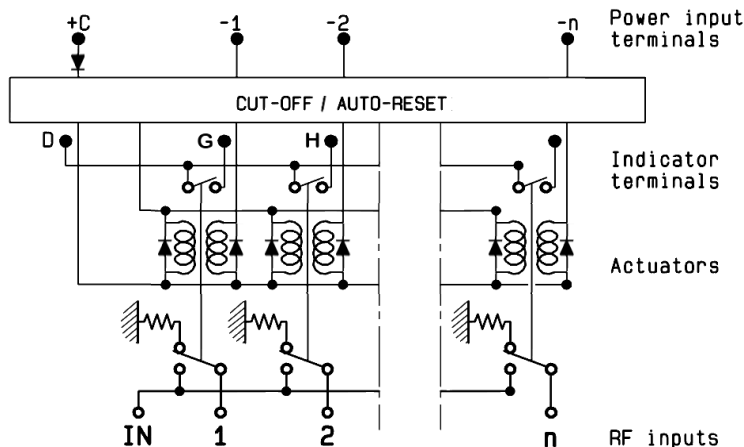 +C -1 -2 -n Power input
terminals
CUT-OFF / AUTO-RESET
D G H
Indicator
terminals
Actuators
IN 1 2 n RF inputs